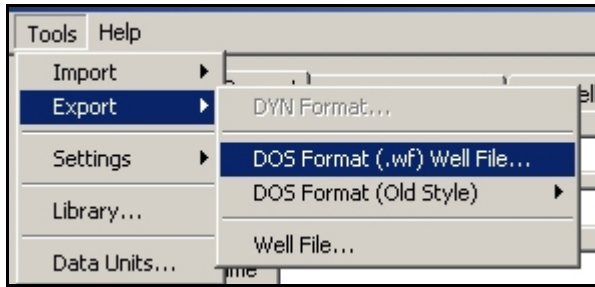 Tools Help
Import
Export
DYN Format...
Settings
DOS Format (.wf) Well File...
DOS Format (Old Style)
Library...
Well File...
Data Units...